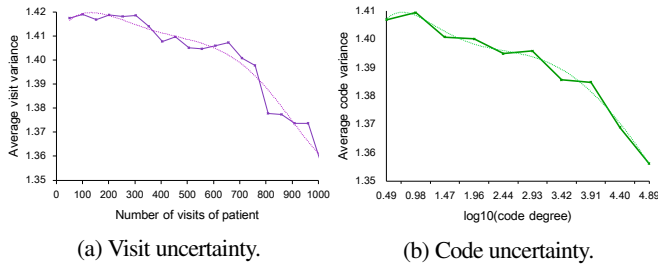 1.42
1.41
1.40
1.39
1.38
1.37
1.36
1.35
Average visit variance
0 100 200 300 400 500 600 700 800 900 1000
Number of visits of patient
(a) Visit uncertainty.
1.41
1.40
1.39
1.38
1.37
1.36
1.35
Average code variance
0.49 0.98 1.47 1.96 2.44 2.93 3.42 3.91 4.40 4.89
log10(code degree)
(b) Code uncertainty.